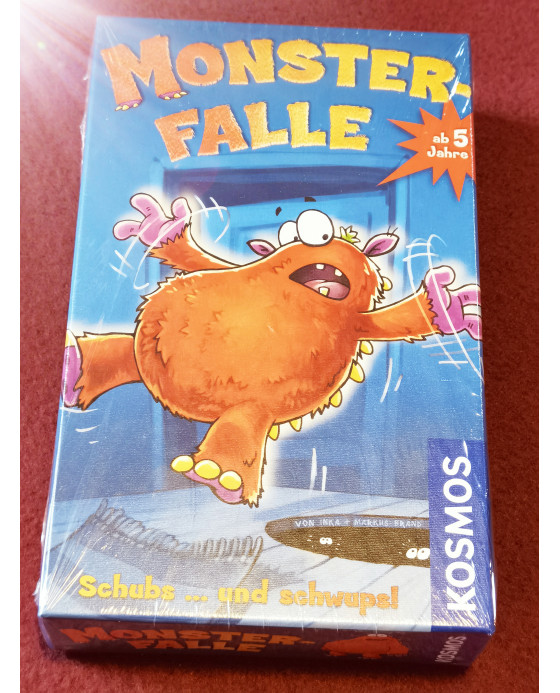 MONSTER-
FALLE
ab 5
Jahre
VON INKA + MARKUS BRAND
Schubs ... und schwups!
KOSMOS
MONSTER-
FALLE
KOSMOS